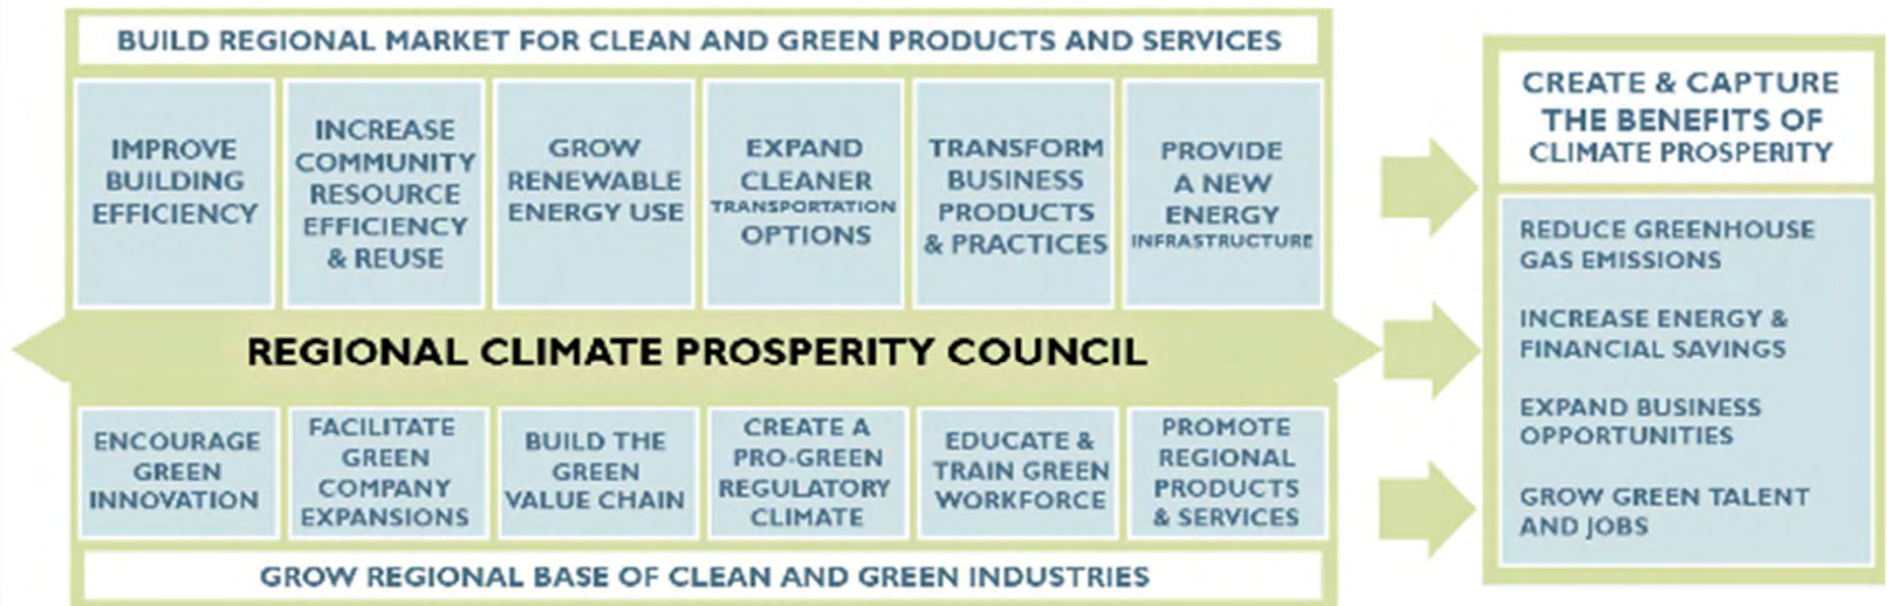 BUILD REGIONAL MARKET FOR CLEAN AND GREEN PRODUCTS AND SERVICES
IMPROVE
BUILDING
EFFICIENCY
INCREASE
COMMUNITY
RESOURCE
EFFICIENCY
& REUSE
GROW
RENEWABLE
ENERGY USE
EXPAND
CLEANER
TRANSPORTATION
OPTIONS
TRANSFORM
BUSINESS
PRODUCTS
& PRACTICES
PROVIDE
A NEW
ENERGY
INFRASTRUCTURE
REGIONAL CLIMATE PROSPERITY COUNCIL
ENCOURAGE
GREEN
INNOVATION
FACILITATE
GREEN
COMPANY
EXPANSIONS
BUILD THE
GREEN
VALUE CHAIN
CREATE A
PRO-GREEN
REGULATORY
CLIMATE
EDUCATE &
TRAIN GREEN
WORKFORCE
PROMOTE
REGIONAL
PRODUCTS
& SERVICES
GROW REGIONAL BASE OF CLEAN AND GREEN INDUSTRIES
CREATE & CAPTURE
THE BENEFITS OF
CLIMATE PROSPERITY
REDUCE GREENHOUSE
GAS EMISSIONS
INCREASE ENERGY &
FINANCIAL SAVINGS
EXPAND BUSINESS
OPPORTUNITIES
GROW GREEN TALENT
AND JOBS